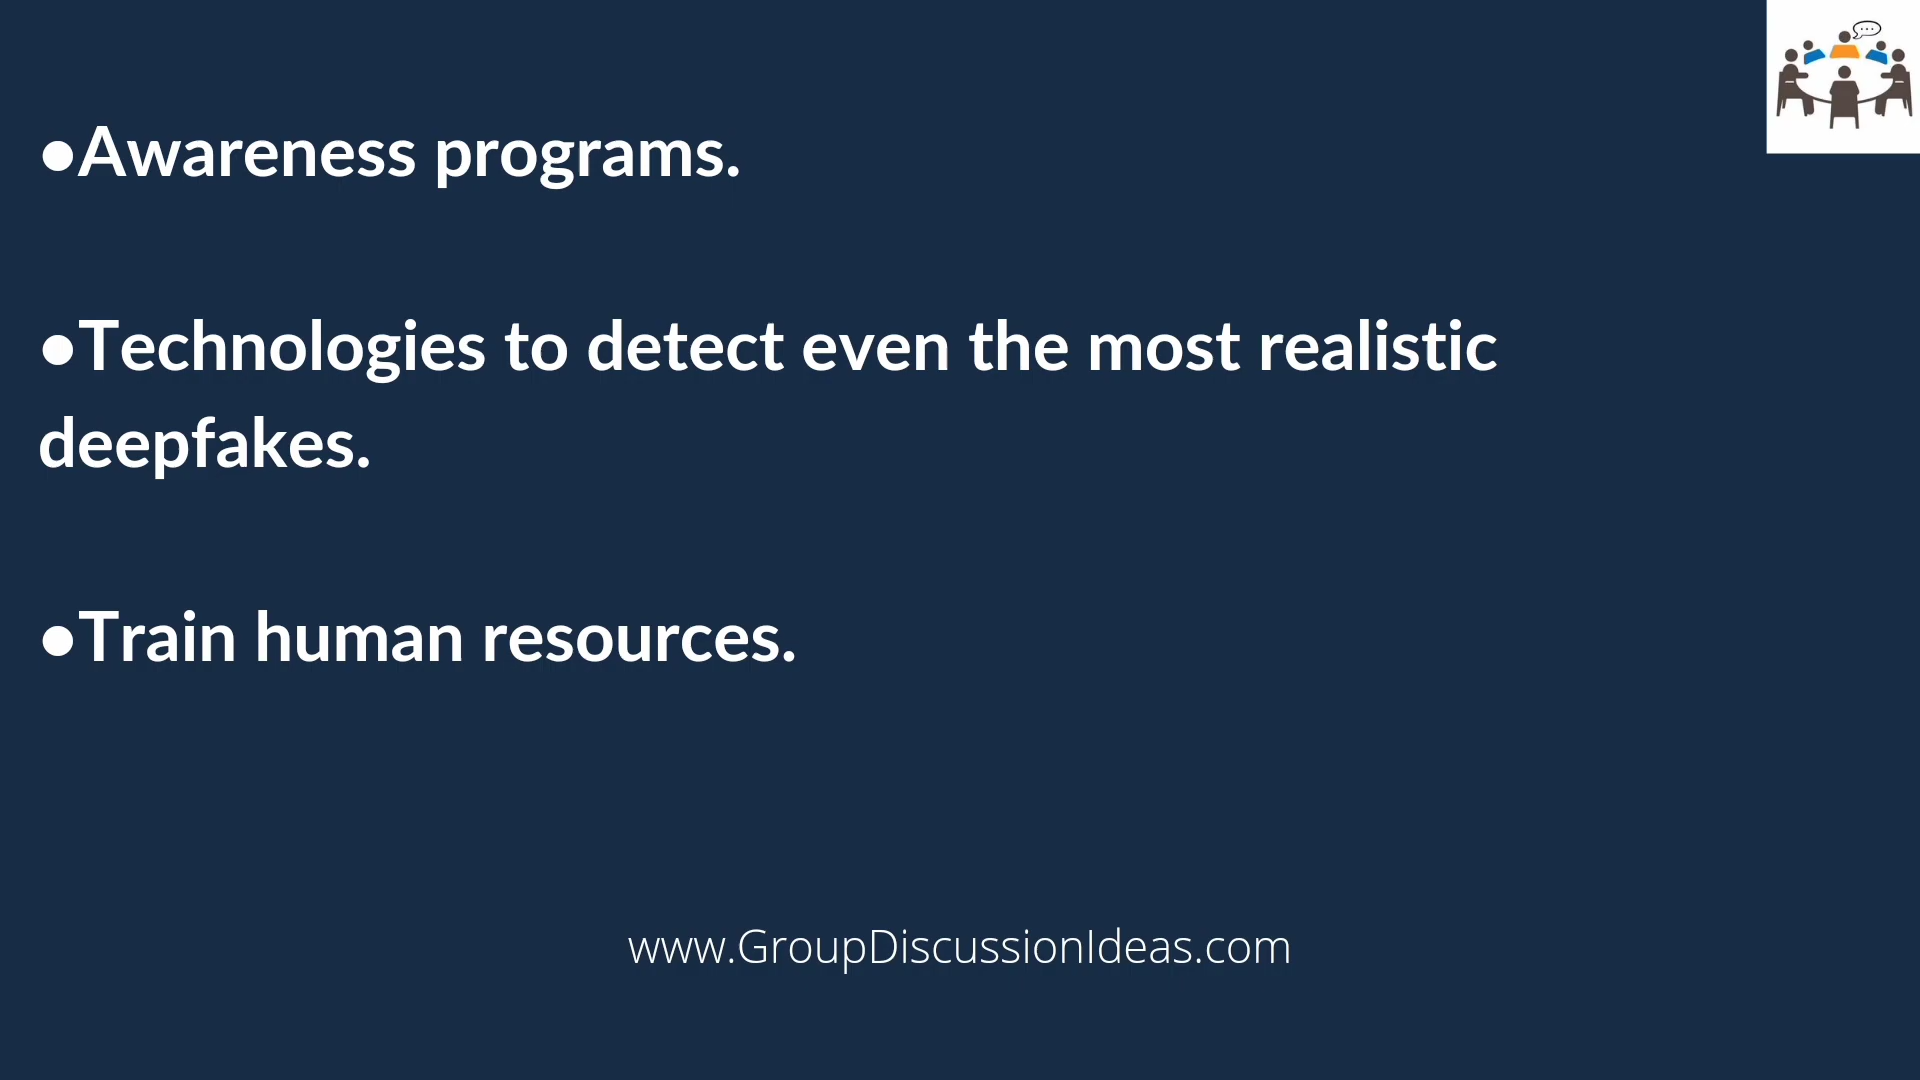 ●Awareness programs.
●Technologies to detect even the most realistic
deepfakes.
●Train human resources.
www.GroupDiscussionIdeas.com